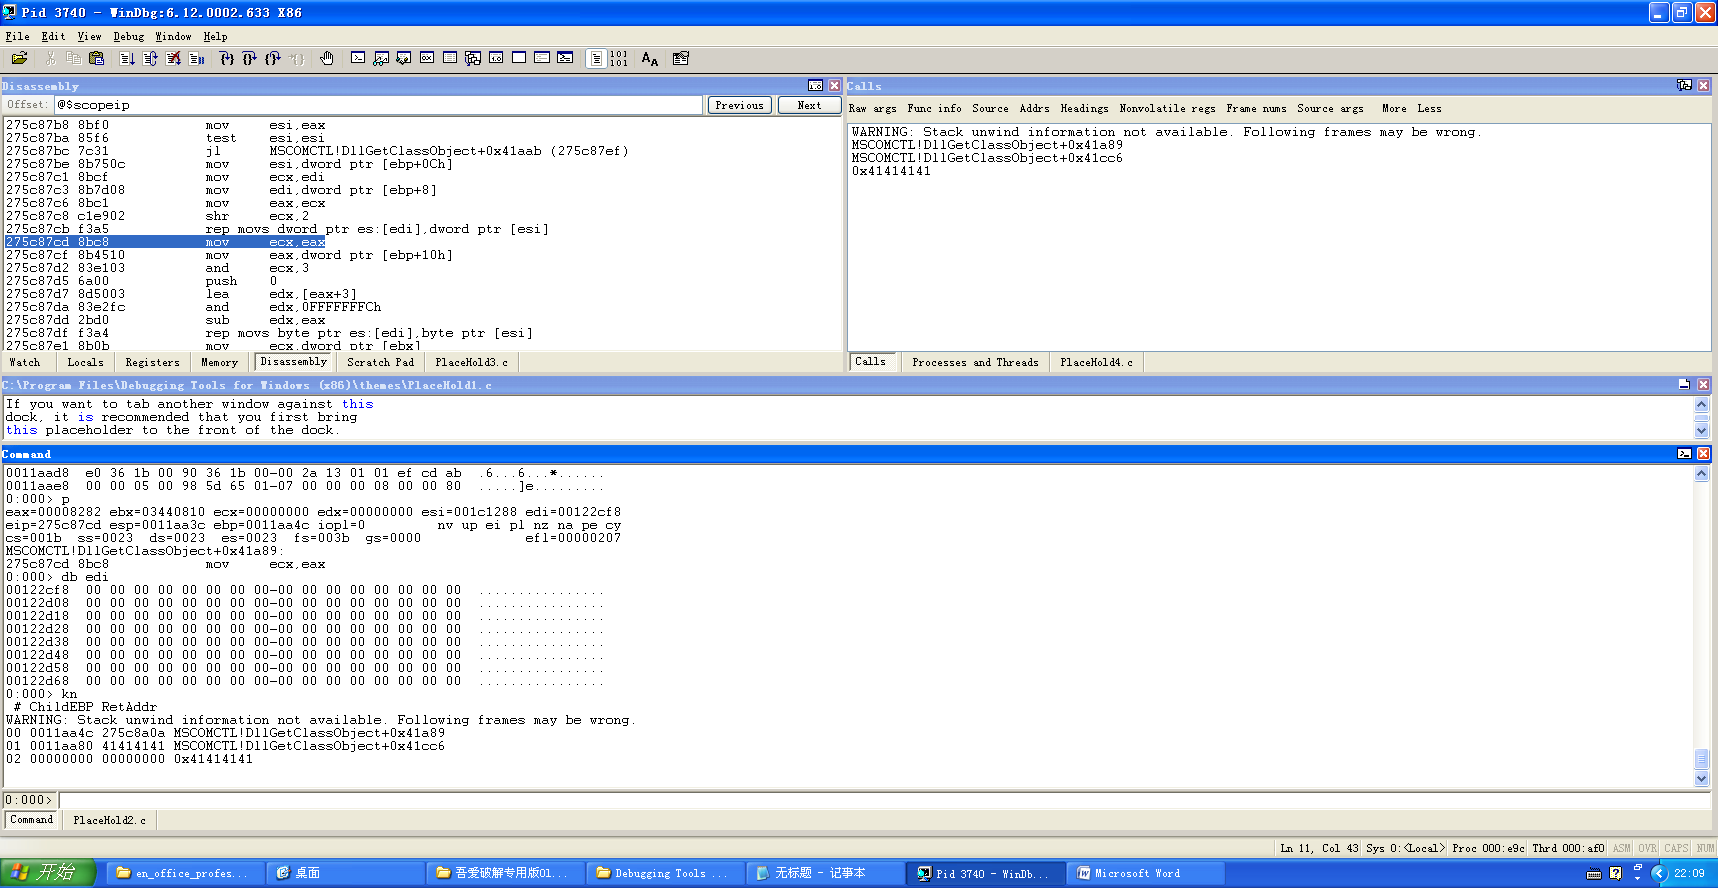 Pid 3740 - WinDbg:6.12.0002.633 X86
File Edit View Debug Window Help
Disassembly
Offset: @$scopeip Previous Next
275c87b8 8bf0 mov esi,eax
275c87ba 85f6 test esi,esi
275c87bc 7c31 jl MSCOMCTL!DllGetClassObject+0x41aab (275c87ef)
275c87be 8b750c mov esi,dword ptr [ebp+0Ch]
275c87c1 8bcf mov ecx,edi
275c87c3 8b7d08 mov edi,dword ptr [ebp+8]
275c87c6 8bc1 mov eax,ecx
275c87c8 c1e902 shr ecx,2
275c87cb f3a5 rep movs dword ptr es:[edi],dword ptr [esi]
275c87cd 8bc8 mov ecx,eax
275c87cf 8b4510 mov eax,dword ptr [ebp+10h]
275c87d2 83e103 and ecx,3
275c87d5 6a00 push 0
275c87d7 8d5003 lea edx,[eax+3]
275c87da 83e2fc and edx,0FFFFFFFCh
275c87dd 2bd0 sub edx,eax
275c87df f3a4 rep movs byte ptr es:[edi],byte ptr [esi]
275c87e1 8b0b mov ecx,dword ptr [ebx]
Watch Locals Registers Memory Disassembly Scratch Pad PlaceHold3.c
Calls
Raw args Func info Source Addrs Headings Nonvolatile regs Frame nums Source args More Less
WARNING: Stack unwind information not available. Following frames may be wrong.
MSCOMCTL!DllGetClassObject+0x41a89
MSCOMCTL!DllGetClassObject+0x41cc6
0x41414141
Calls Processes and Threads PlaceHold4.c
C:\Program Files\Debugging Tools for Windows (x86)\themes\PlaceHold1.c
If you want to tab another window against this
dock, it is recommended that you first bring
this placeholder to the front of the dock.
Command
0011aad8 e0 36 1b 00 90 36 1b 00-00 2a 13 01 01 ef cd ab .6...6...*......
0011aae8 00 00 05 00 98 5d 65 01-07 00 00 00 08 00 00 80 .....]e.........
0:000> p
eax=00008282 ebx=03440810 ecx=00000000 edx=00000000 esi=001c1288 edi=00122cf8
eip=275c87cd esp=0011aa3c ebp=0011aa4c iopl=0 nv up ei pl nz na pe cy
cs=001b ss=0023 ds=0023 es=0023 fs=003b gs=0000 efl=00000207
MSCOMCTL!DllGetClassObject+0x41a89:
275c87cd 8bc8 mov ecx,eax
0:000> db edi
00122cf8 00 00 00 00 00 00 00 00-00 00 00 00 00 00 00 00 ................
00122d08 00 00 00 00 00 00 00 00-00 00 00 00 00 00 00 00 ................
00122d18 00 00 00 00 00 00 00 00-00 00 00 00 00 00 00 00 ................
00122d28 00 00 00 00 00 00 00 00-00 00 00 00 00 00 00 00 ................
00122d38 00 00 00 00 00 00 00 00-00 00 00 00 00 00 00 00 ................
00122d48 00 00 00 00 00 00 00 00-00 00 00 00 00 00 00 00 ................
00122d58 00 00 00 00 00 00 00 00-00 00 00 00 00 00 00 00 ................
00122d68 00 00 00 00 00 00 00 00-00 00 00 00 00 00 00 00 ................
0:000> kn
# ChildEBP RetAddr
WARNING: Stack unwind information not available. Following frames may be wrong.
00 0011aa4c 275c8a0a MSCOMCTL!DllGetClassObject+0x41a89
01 0011aa80 41414141 MSCOMCTL!DllGetClassObject+0x41cc6
02 00000000 00000000 0x41414141
0:000>
Command PlaceHold2.c
Ln 11, Col 43 Sys 0:<Local> Proc 000:e9c Thrd 000:af0 ASM OVR CAPS NUM
开始 en_office_profes... 桌面 吾爱破解专用版01... Debugging Tools ... 无标题 - 记事本 Pid 3740 - WinDb... Microsoft Word 22:09